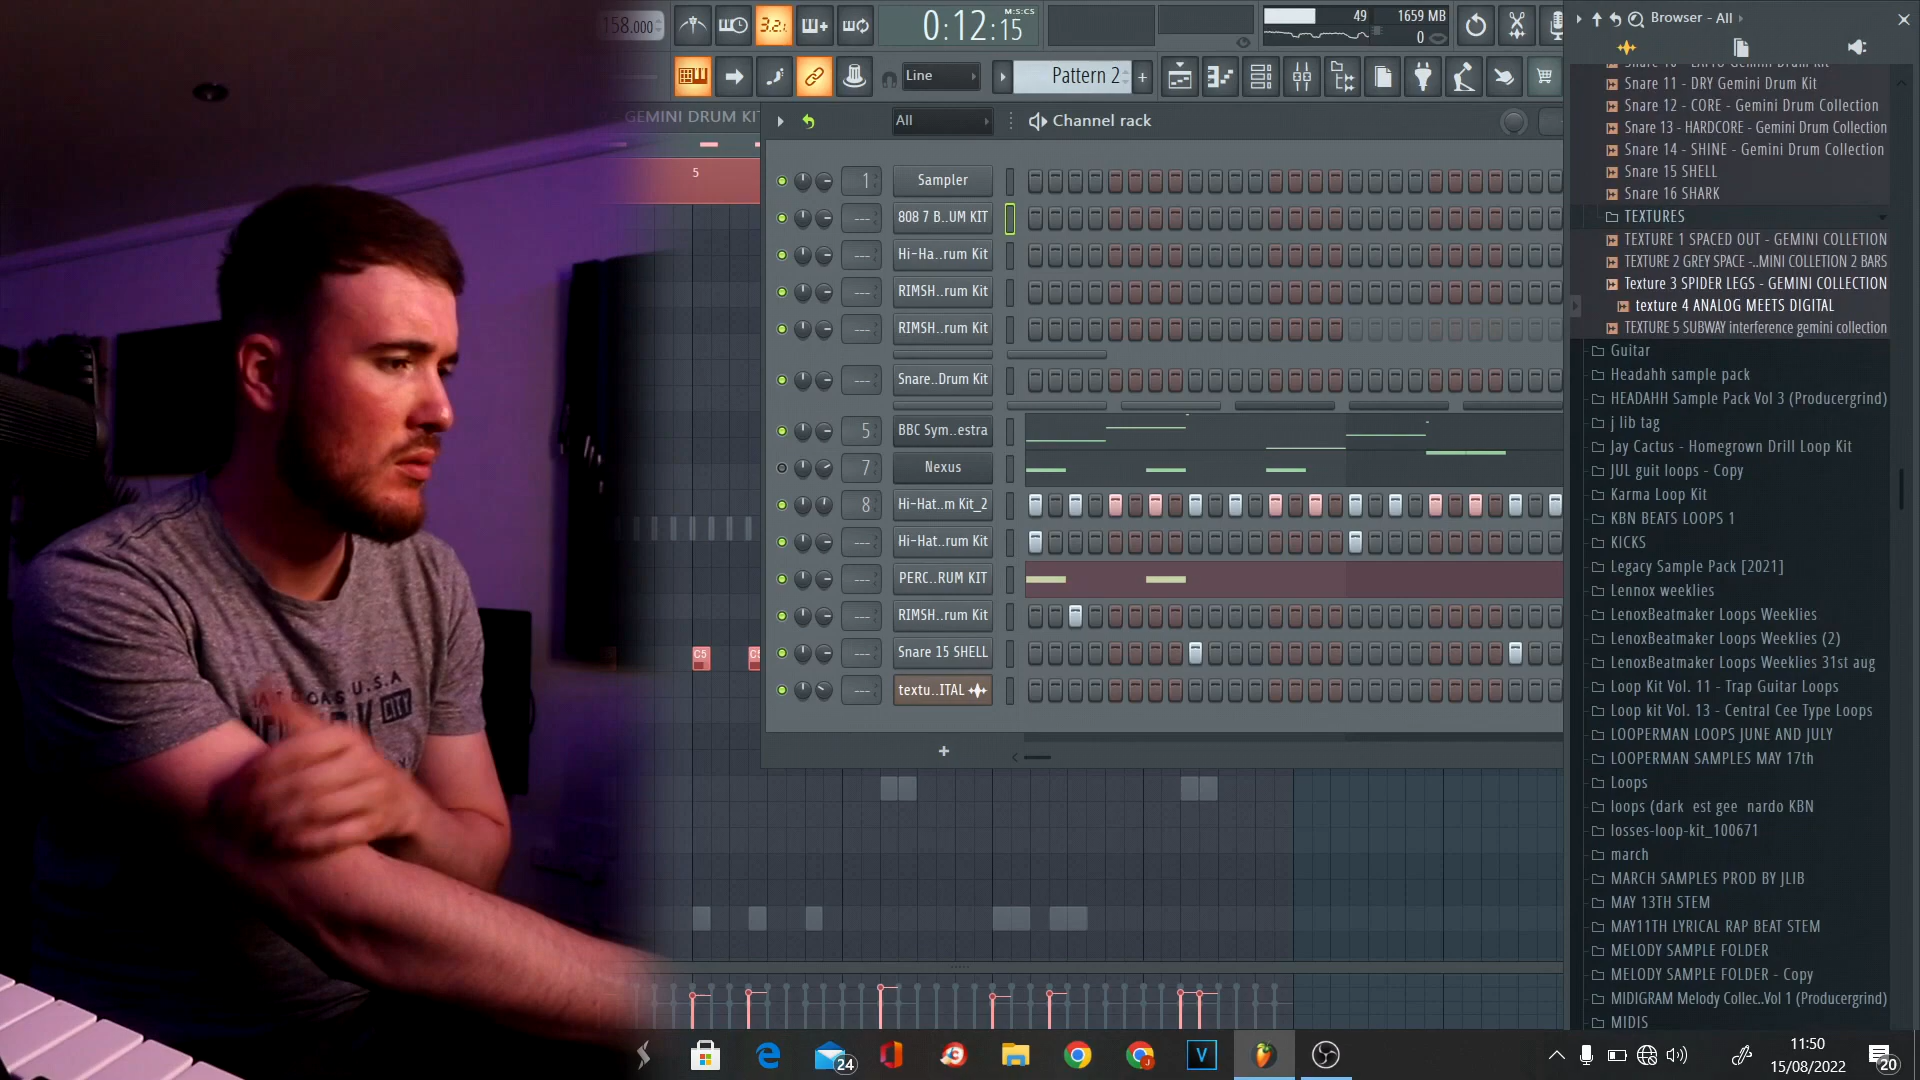 158.000
3.2.
M:S:CS
0:12:15
49
1659 MB
0
Browser - All
Line
Pattern 2
GEMINI DRUM KIT
All
Channel rack
5
1
Sampler
---
808 7 B..UM KIT
---
Hi-Ha...rum Kit
---
RIMSH..rum Kit
---
RIMSH..rum Kit
---
Snare..Drum Kit
5
BBC Sym..estra
7
Nexus
8
Hi-Hat..m Kit_2
---
Hi-Hat..rum Kit
---
PERC...RUM KIT
---
RIMSH..rum Kit
---
Snare 15 SHELL
---
textu..ITAL
C5
Snare 11 - DRY Gemini Drum Kit
Snare 12 - CORE - Gemini Drum Collection
Snare 13 - HARDCORE - Gemini Drum Collection
Snare 14 - SHINE - Gemini Drum Collection
Snare 15 SHELL
Snare 16 SHARK
TEXTURES
TEXTURE 1 SPACED OUT - GEMINI COLLETION
TEXTURE 2 GREY SPACE -..MINI COLLETION 2 BARS
Texture 3 SPIDER LEGS - GEMINI COLLECTION
texture 4 ANALOG MEETS DIGITAL
TEXTURE 5 SUBWAY interference gemini collection
Guitar
Headahh sample pack
HEADAHH Sample Pack Vol 3 (Producergrind)
j lib tag
Jay Cactus - Homegrown Drill Loop Kit
JUL guit loops - Copy
Karma Loop Kit
KBN BEATS LOOPS 1
KICKS
Legacy Sample Pack [2021]
Lennox weeklies
LenoxBeatmaker Loops Weeklies
LenoxBeatmaker Loops Weeklies (2)
LenoxBeatmaker Loops Weeklies 31st aug
Loop Kit Vol. 11 - Trap Guitar Loops
Loop kit Vol. 13 - Central Cee Type Loops
LOOPERMAN LOOPS JUNE AND JULY
LOOPERMAN SAMPLES MAY 17th
Loops
loops (dark est gee nardo KBN
losses-loop-kit_100671
march
MARCH SAMPLES PROD BY JLIB
MAY 13TH STEM
MAY11TH LYRICAL RAP BEAT STEM
MELODY SAMPLE FOLDER
MELODY SAMPLE FOLDER - Copy
MIDIGRAM Melody Collec..Vol 1 (Producergrind)
MIDIS
U.S.A
CITY
24
V
11:50
15/08/2022
20